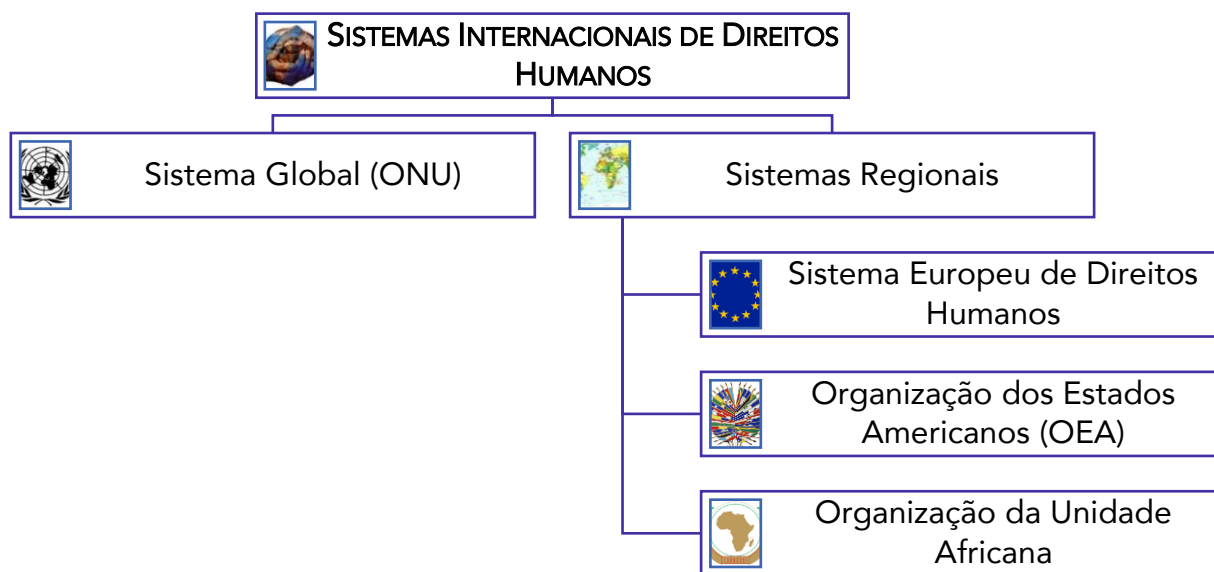 SISTEMAS INTERNACIONAIS DE DIREITOS
HUMANOS
Sistema Global (ONU)
Sistemas Regionais
Sistema Europeu de Direitos
Humanos
Organização dos Estados
Americanos (OEA)
Organização da Unidade
Africana